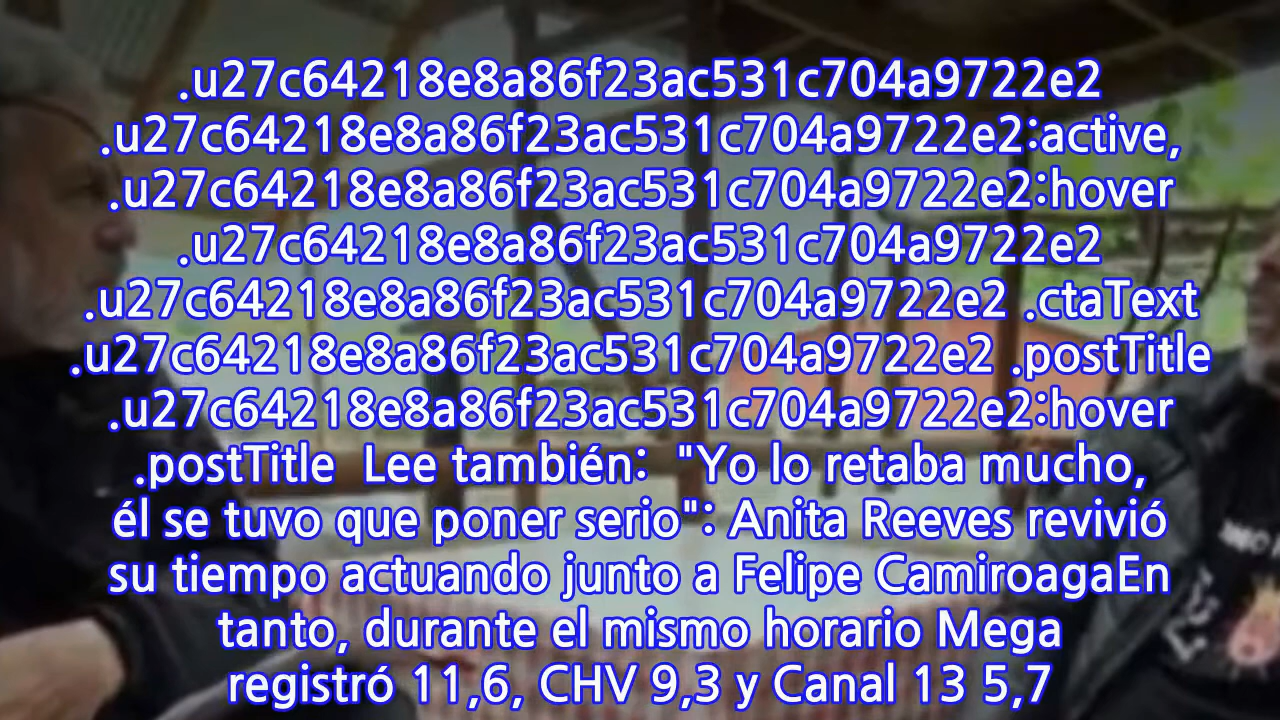 .u27c64218e8a86f23ac531c704a9722e2
.u27c64218e8a86f23ac531c704a9722e2:active,
.u27c64218e8a86f23ac531c704a9722e2:hover
.u27c64218e8a86f23ac531c704a9722e2
.u27c64218e8a86f23ac531c704a9722e2 .ctaText
.u27c64218e8a86f23ac531c704a9722e2 .postTitle
.u27c64218e8a86f23ac531c704a9722e2:hover
.postTitle  Lee también:  "Yo lo retaba mucho,
él se tuvo que poner serio": Anita Reeves revivió
su tiempo actuando junto a Felipe CamiroagaEn
tanto, durante el mismo horario Mega
registró 11,6, CHV 9,3 y Canal 13 5,7